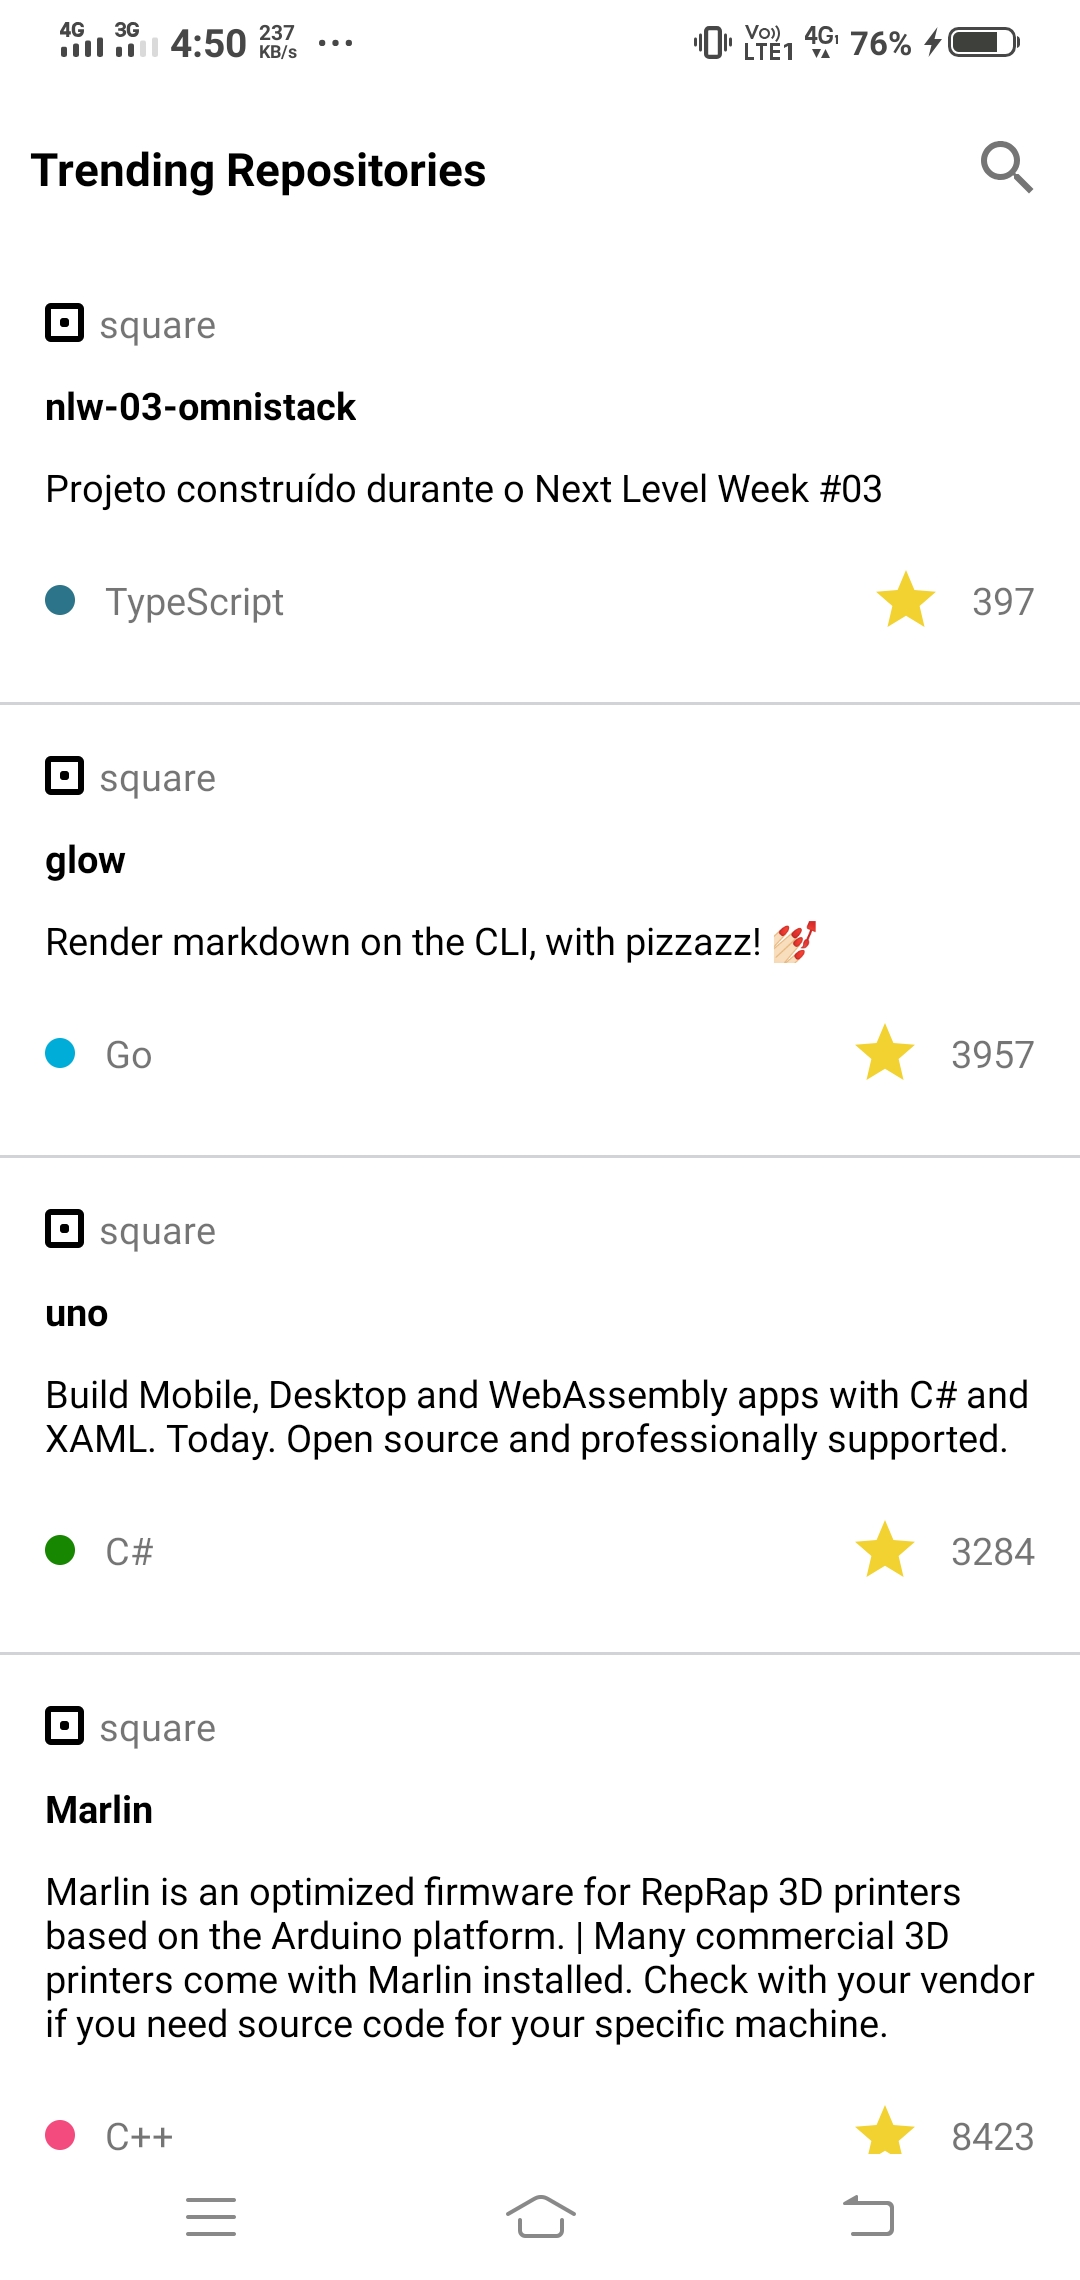 4G 3G 4:50 237 KB/s ... Vo)) LTE1 4G1 76%
Trending Repositories
square
nlw-03-omnistack
Projeto construído durante o Next Level Week #03
TypeScript 397
square
glow
Render markdown on the CLI, with pizzazz! 💅🏻
Go 3957
square
uno
Build Mobile, Desktop and WebAssembly apps with C# and
XAML. Today. Open source and professionally supported.
C# 3284
square
Marlin
Marlin is an optimized firmware for RepRap 3D printers
based on the Arduino platform. | Many commercial 3D
printers come with Marlin installed. Check with your vendor
if you need source code for your specific machine.
C++ 8423